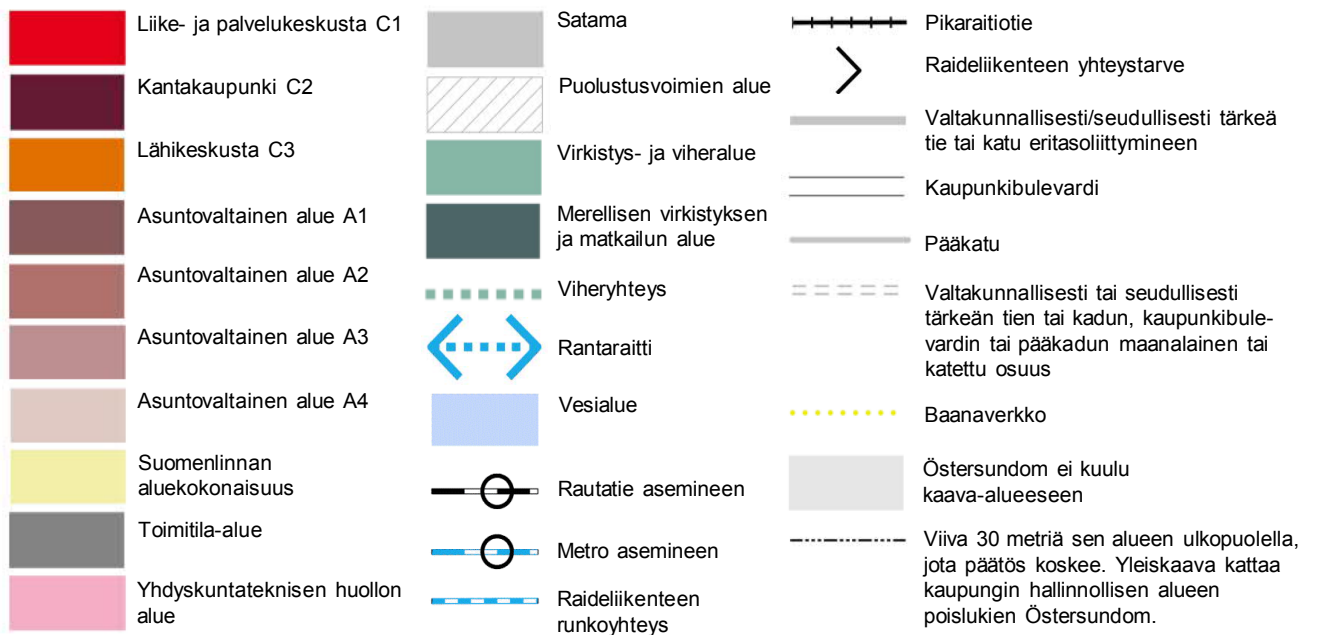 Liike- ja palvelukeskusta C1
Kantakaupunki C2
Lähikeskusta C3
Asuntovaltainen alue A1
Asuntovaltainen alue A2
Asuntovaltainen alue A3
Asuntovaltainen alue A4
Suomenlinnan
aluekokonaisuus
Toimitila-alue
Yhdyskuntateknisen huollon
alue
Satama
Puolustusvoimien alue
Virkistys- ja viheralue
Merellisen virkistyksen
ja matkailun alue
Viheryhteys
Rantaraitti
Vesialue
Rautatie asemineen
Metro asemineen
Raideliikenteen
runkoyhteys
Pikaraitiotie
Raideliikenteen yhteystarve
Valtakunnallisesti/seudullisesti tärkeä
tie tai katu eritasoliittymineen
Kaupunkibulevardi
Pääkatu
Valtakunnallisesti tai seudullisesti
tärkeän tien tai kadun, kaupunkibule-
vardin tai pääkadun maanalainen tai
katettu osuus
Baanaverkko
Östersundom ei kuulu
kaava-alueeseen
Viiva 30 metriä sen alueen ulkopuolella,
jota päätös koskee. Yleiskaava kattaa
kaupungin hallinnollisen alueen
poislukien Östersundom.